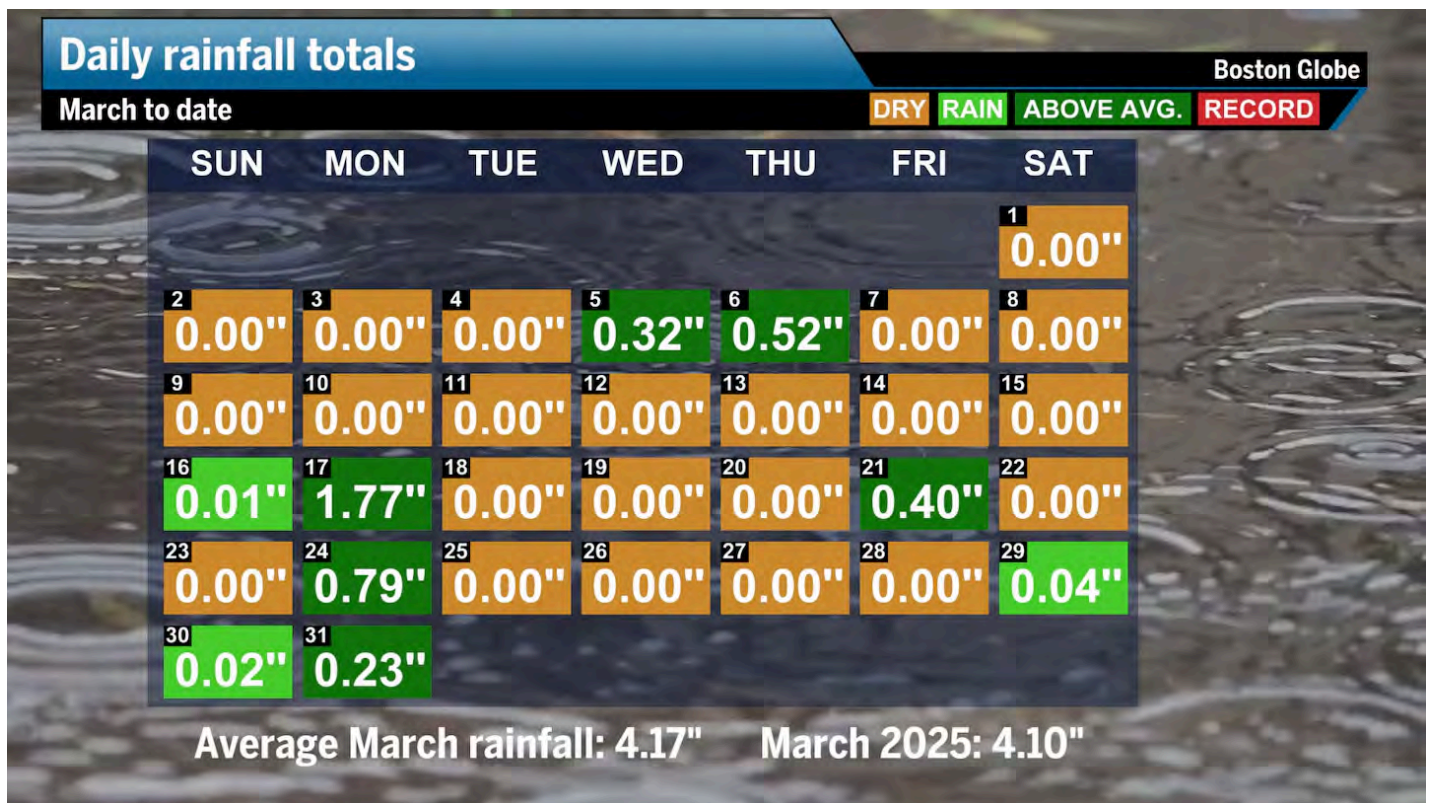 Daily rainfall totals
Boston Globe
March to date
DRY RAIN ABOVE AVG. RECORD
SUN MON TUE WED THU FRI SAT
1
0.00"
2 3 4 5 6 7 8
0.00" 0.00" 0.00" 0.32" 0.52" 0.00" 0.00"
9 10 11 12 13 14 15
0.00" 0.00" 0.00" 0.00" 0.00" 0.00" 0.00"
16 17 18 19 20 21 22
0.01" 1.77" 0.00" 0.00" 0.00" 0.40" 0.00"
23 24 25 26 27 28 29
0.00" 0.79" 0.00" 0.00" 0.00" 0.00" 0.04"
30 31
0.02" 0.23"
Average March rainfall: 4.17" March 2025: 4.10"